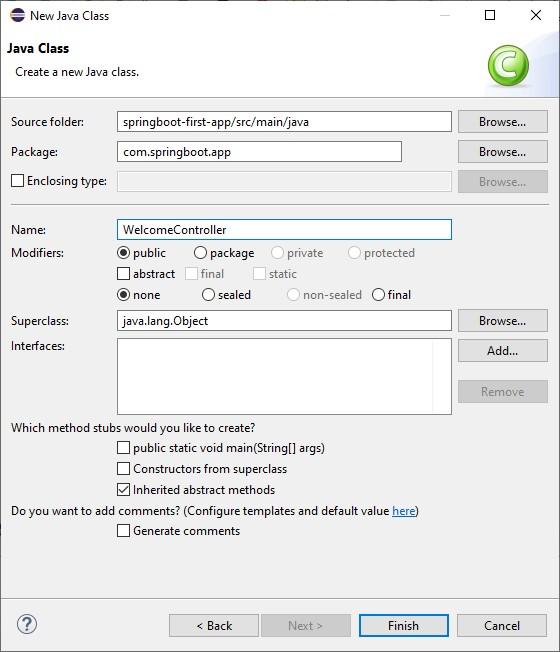 New Java Class
Java Class
Create a new Java class.
C
Source folder: springboot-first-app/src/main/java Browse...
Package: com.springboot.app Browse...
Enclosing type: Browse...
Name: WelcomeController
Modifiers: public package private protected
abstract final static
none sealed non-sealed final
Superclass: java.lang.Object Browse...
Interfaces: Add...
Remove
Which method stubs would you like to create?
public static void main(String[] args)
Constructors from superclass
Inherited abstract methods
Do you want to add comments? (Configure templates and default value here)
Generate comments
? < Back Next > Finish Cancel